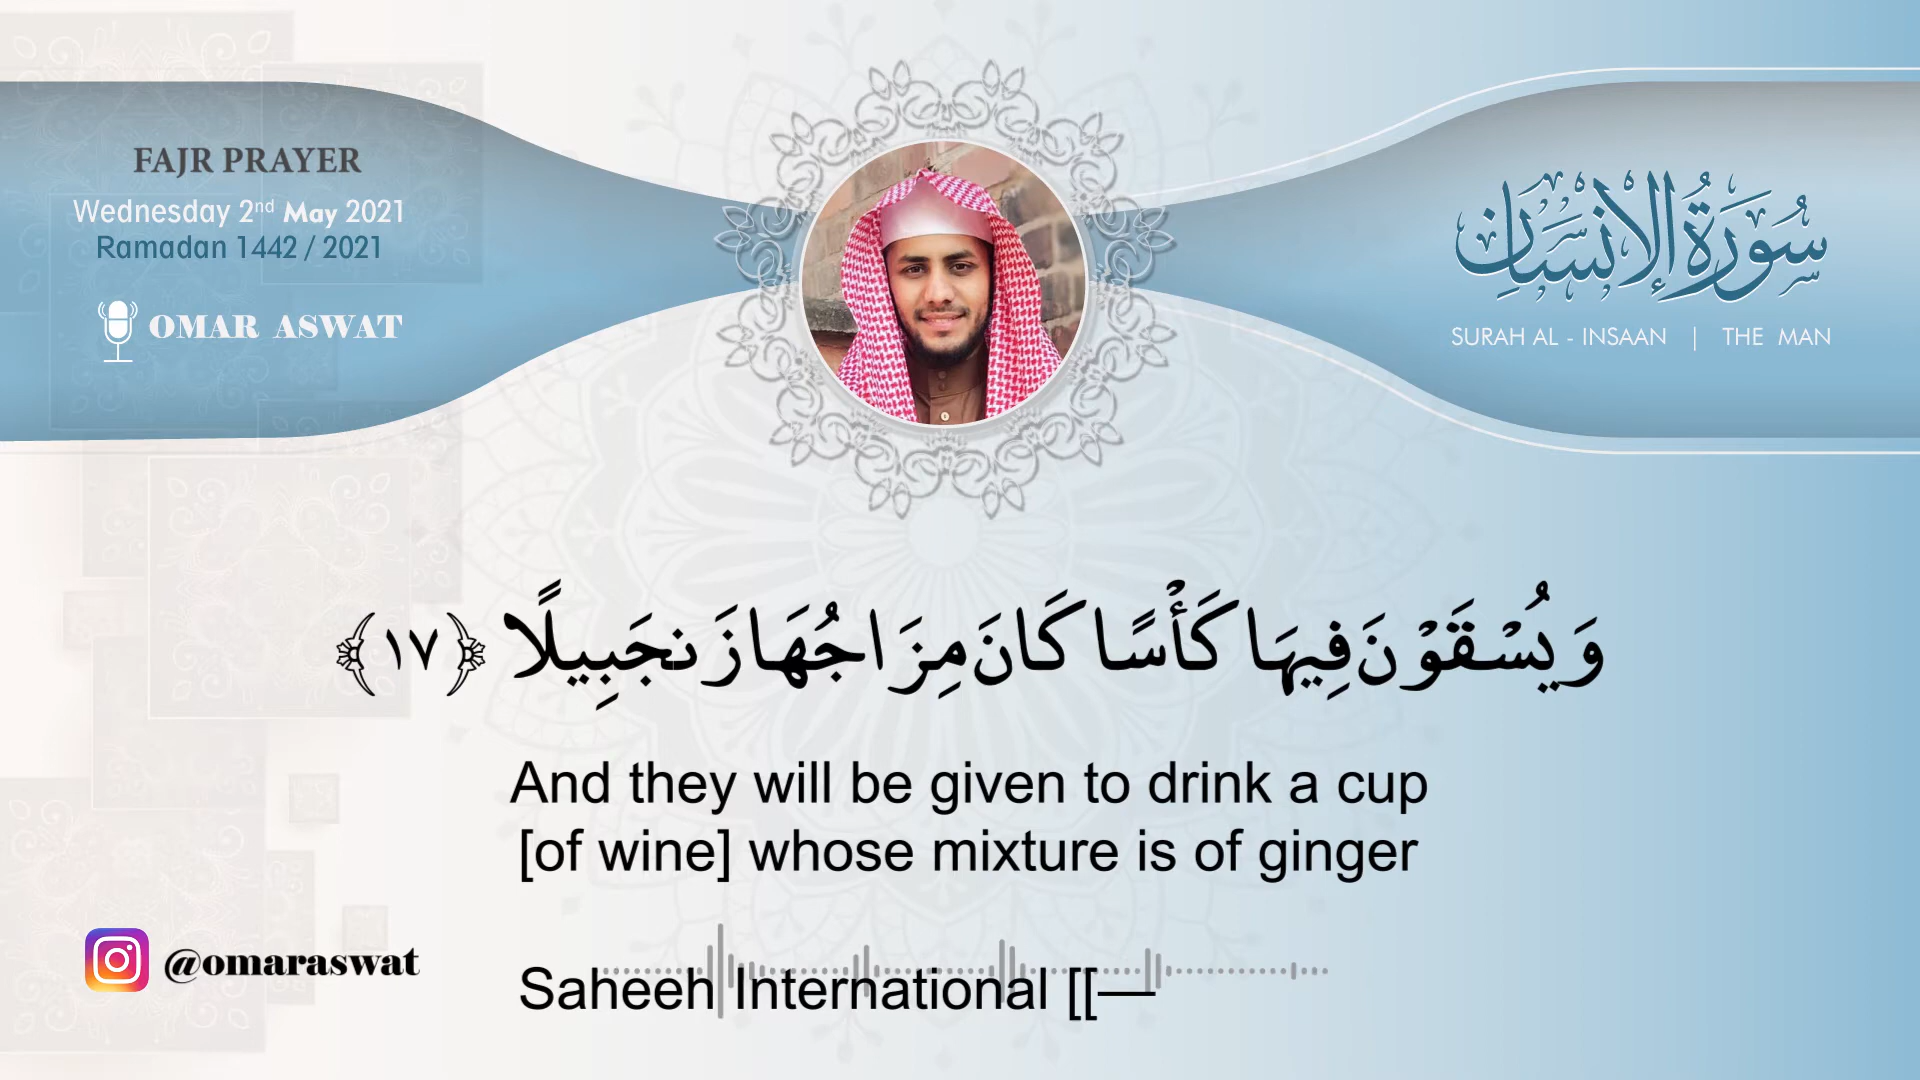 FAJR PRAYER
Wednesday 2nd May 2021
Ramadan 1442 / 2021
OMAR ASWAT
سُورَةُ الإِنسَانِ
SURAH AL - INSAAN | THE MAN
وَيُسْقَوْنَ فِيهَا كَأْسًا كَانَ مِزَاجُهَا زَنجَبِيلًا ﴿١٧﴾
And they will be given to drink a cup
[of wine] whose mixture is of ginger
Saheeh International [[—
@omaraswat